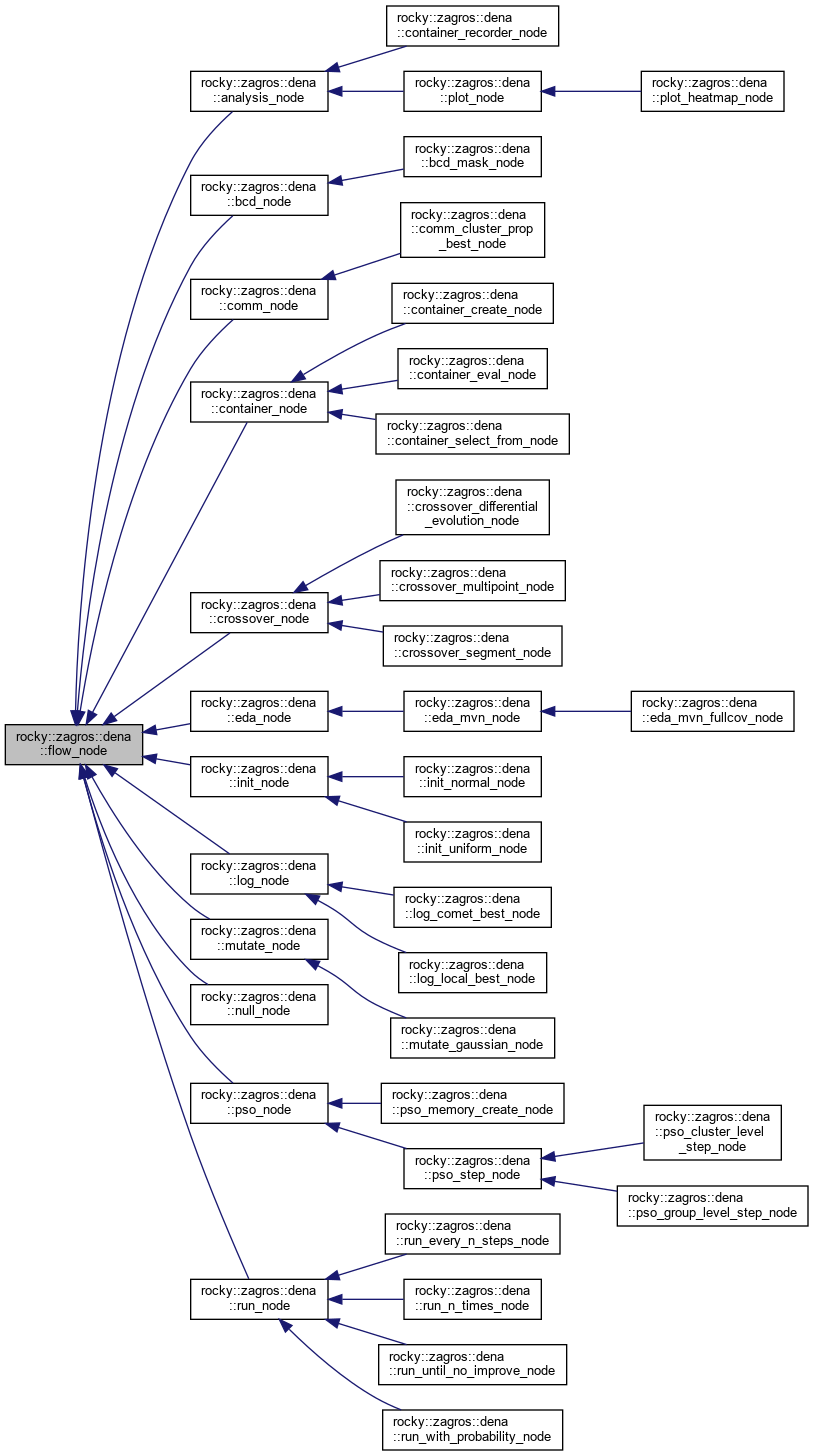 rocky::zagros::dena
::container_recorder_node
rocky::zagros::dena
::analysis_node
rocky::zagros::dena
::plot_node
rocky::zagros::dena
::plot_heatmap_node
rocky::zagros::dena
::bcd_mask_node
rocky::zagros::dena
::bcd_node
rocky::zagros::dena
::comm_cluster_prop
_best_node
rocky::zagros::dena
::comm_node
rocky::zagros::dena
::container_create_node
rocky::zagros::dena
::container_eval_node
rocky::zagros::dena
::container_node
rocky::zagros::dena
::container_select_from_node
rocky::zagros::dena
::crossover_differential
_evolution_node
rocky::zagros::dena
::crossover_multipoint_node
rocky::zagros::dena
::crossover_node
rocky::zagros::dena
::crossover_segment_node
rocky::zagros::dena
::eda_node
rocky::zagros::dena
::eda_mvn_node
rocky::zagros::dena
::eda_mvn_fullcov_node
rocky::zagros::dena
::flow_node
rocky::zagros::dena
::init_node
rocky::zagros::dena
::init_normal_node
rocky::zagros::dena
::init_uniform_node
rocky::zagros::dena
::log_node
rocky::zagros::dena
::log_comet_best_node
rocky::zagros::dena
::mutate_node
rocky::zagros::dena
::log_local_best_node
rocky::zagros::dena
::null_node
rocky::zagros::dena
::mutate_gaussian_node
rocky::zagros::dena
::pso_node
rocky::zagros::dena
::pso_memory_create_node
rocky::zagros::dena
::pso_cluster_level
_step_node
rocky::zagros::dena
::pso_step_node
rocky::zagros::dena
::pso_group_level_step_node
rocky::zagros::dena
::run_every_n_steps_node
rocky::zagros::dena
::run_node
rocky::zagros::dena
::run_n_times_node
rocky::zagros::dena
::run_until_no_improve_node
rocky::zagros::dena
::run_with_probability_node